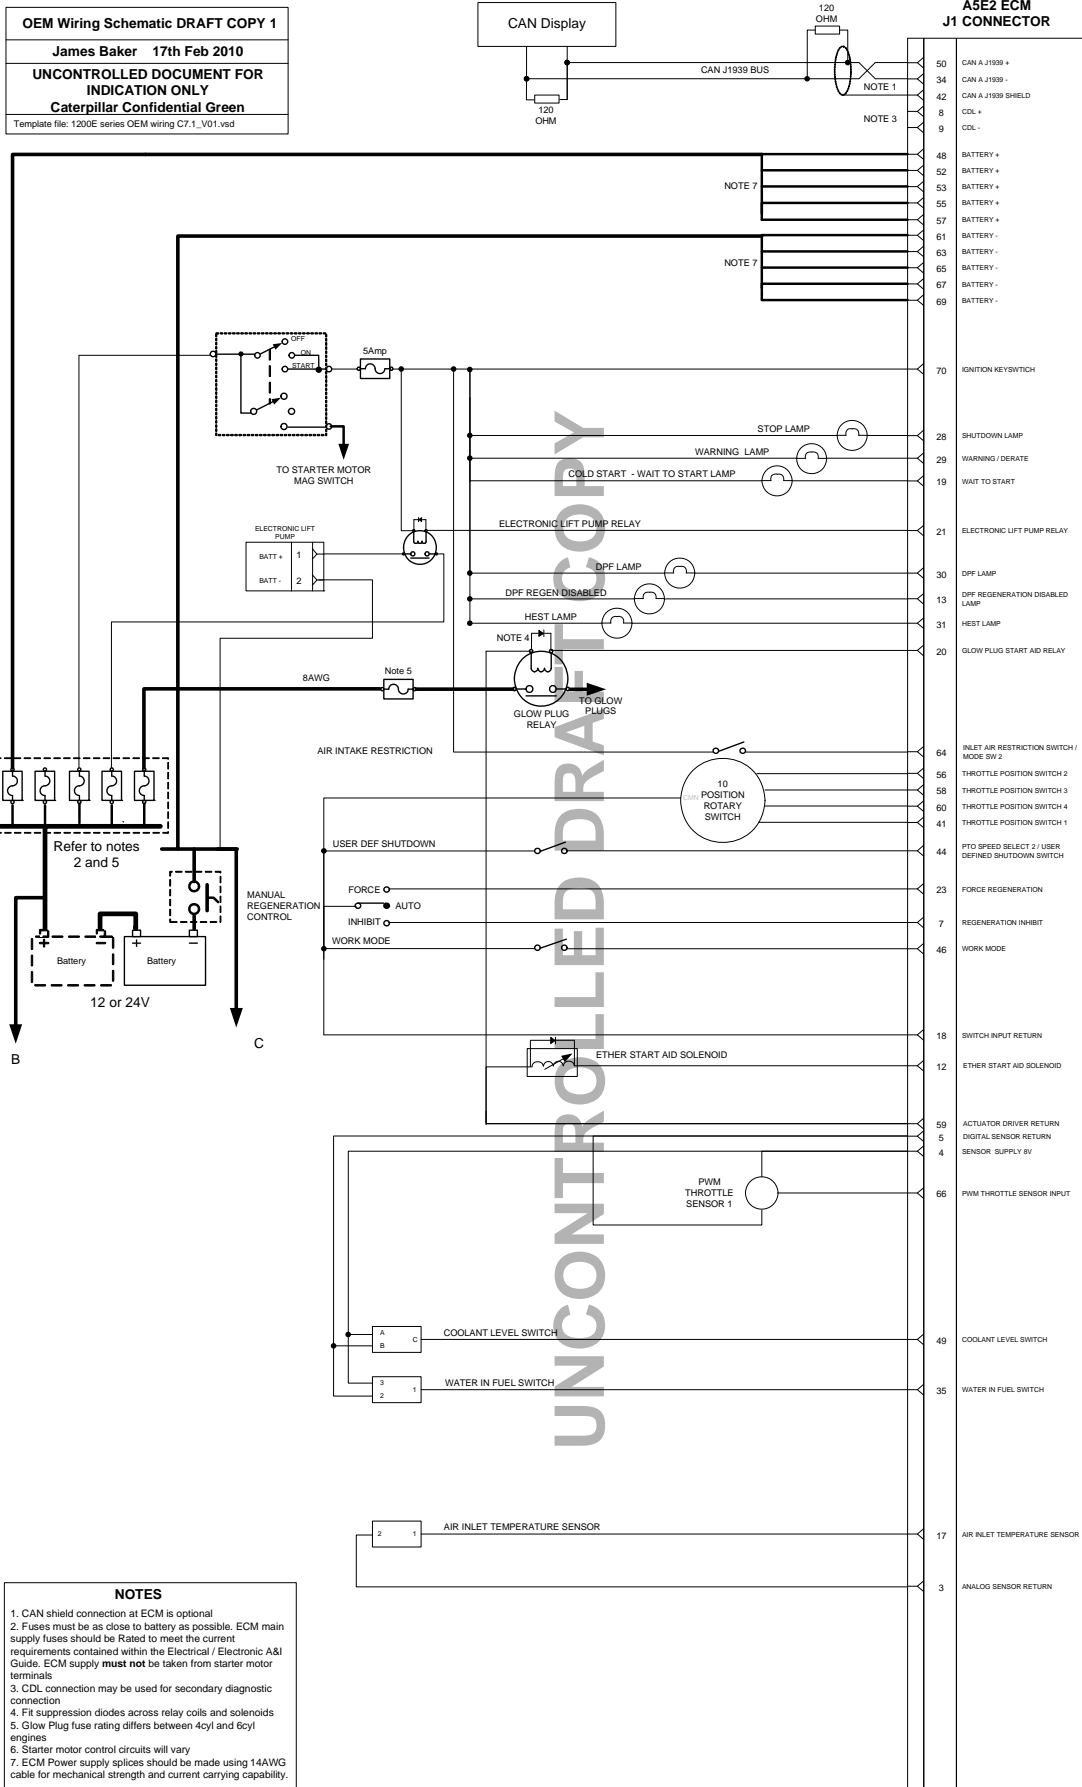 OEM Wiring Schematic DRAFT COPY 1
James Baker 17th Feb 2010
UNCONTROLLED DOCUMENT FOR
INDICATION ONLY
Caterpillar Confidential Green
Template file: 1200E series OEM wiring C7.1_V01.vsd
CAN Display
120
OHM
120
OHM
CAN J1939 BUS
NOTE 1
NOTE 3
A5E2 ECM
J1 CONNECTOR
50 CAN A J1939 +
34 CAN A J1939 -
42 CAN A J1939 SHIELD
8 CDL +
9 CDL -
48 BATTERY +
52 BATTERY +
53 BATTERY +
55 BATTERY +
57 BATTERY +
61 BATTERY -
63 BATTERY -
65 BATTERY -
67 BATTERY -
69 BATTERY -
NOTE 7
NOTE 7
OFF
ON
START
5Amp
70 IGNITION KEYSWTICH
TO STARTER MOTOR
MAG SWITCH
STOP LAMP
28 SHUTDOWN LAMP
WARNING LAMP
29 WARNING / DERATE
COLD START - WAIT TO START LAMP
19 WAIT TO START
ELECTRONIC LIFT
PUMP
BATT + 1
BATT - 2
ELECTRONIC LIFT PUMP RELAY
21 ELECTRONIC LIFT PUMP RELAY
DPF LAMP
30 DPF LAMP
DPF REGEN DISABLED
13 DPF REGENERATION DISABLED
LAMP
HEST LAMP
31 HEST LAMP
NOTE 4
20 GLOW PLUG START AID RELAY
8AWG
Note 5
GLOW PLUG
RELAY
TO GLOW
PLUGS
AIR INTAKE RESTRICTION
64 INLET AIR RESTRICTION SWITCH /
MODE SW 2
CMN
10
POSITION
ROTARY
SWITCH
56 THROTTLE POSITION SWITCH 2
58 THROTTLE POSITION SWITCH 3
60 THROTTLE POSITION SWITCH 4
41 THROTTLE POSITION SWITCH 1
Refer to notes
2 and 5
USER DEF SHUTDOWN
44 PTO SPEED SELECT 2 / USER
DEFINED SHUTDOWN SWITCH
MANUAL
REGENERATION
CONTROL
FORCE
AUTO
INHIBIT
23 FORCE REGENERATION
7 REGENERATION INHIBIT
WORK MODE
46 WORK MODE
+ -
Battery
+ -
Battery
12 or 24V
B
C
18 SWITCH INPUT RETURN
ETHER START AID SOLENOID
12 ETHER START AID SOLENOID
59 ACTUATOR DRIVER RETURN
5 DIGITAL SENSOR RETURN
4 SENSOR SUPPLY 8V
PWM
THROTTLE
SENSOR 1
66 PWM THROTTLE SENSOR INPUT
A
B
C
COOLANT LEVEL SWITCH
49 COOLANT LEVEL SWITCH
3
2
1
WATER IN FUEL SWITCH
35 WATER IN FUEL SWITCH
2 1
AIR INLET TEMPERATURE SENSOR
17 AIR INLET TEMPERATURE SENSOR
3 ANALOG SENSOR RETURN
UNCONTROLLED DRAFT COPY
NOTES
1. CAN shield connection at ECM is optional
2. Fuses must be as close to battery as possible. ECM main
supply fuses should be Rated to meet the current
requirements contained within the Electrical / Electronic A&I
Guide. ECM supply must not be taken from starter motor
terminals
3. CDL connection may be used for secondary diagnostic
connection
4. Fit suppression diodes across relay coils and solenoids
5. Glow Plug fuse rating differs between 4cyl and 6cyl
engines
6. Starter motor control circuits will vary
7. ECM Power supply splices should be made using 14AWG
cable for mechanical strength and current carrying capability.